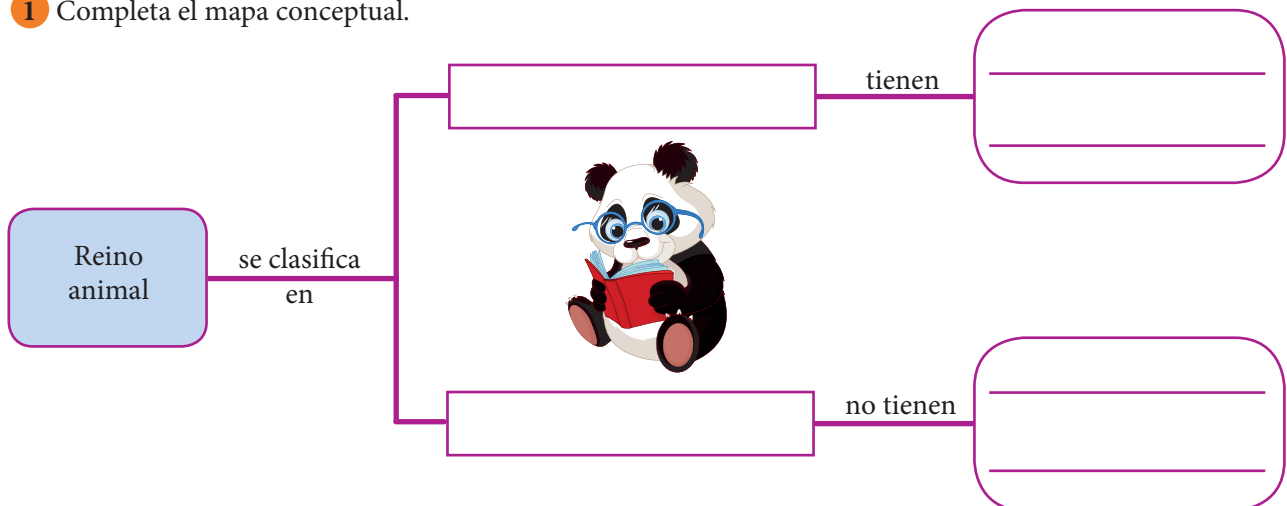 1 Completa el mapa conceptual.
tienen
Reino
animal
se clasifica
en
no tienen